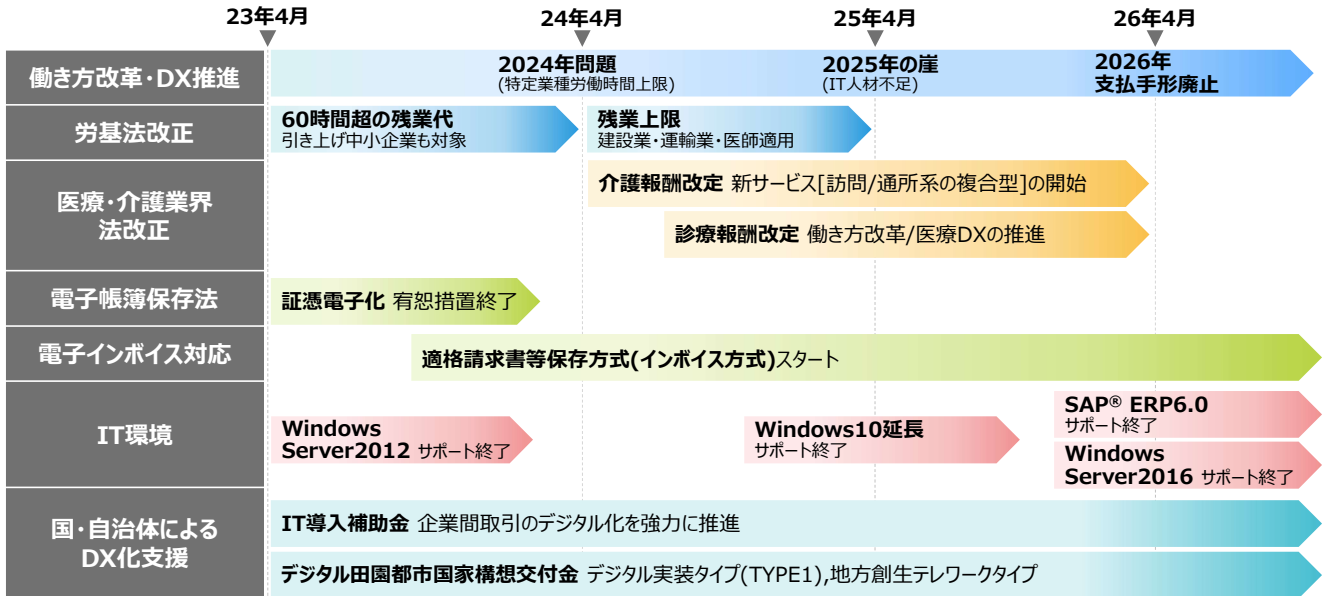 23年4月
24年4月
25年4月
26年4月
働き方改革・DX推進
2024年問題
(特定業種労働時間上限)
2025年の崖
(IT人材不足)
2026年
支払手形廃止
労基法改正
60時間超の残業代
引き上げ中小企業も対象
残業上限
建設業・運輸業・医師適用
医療・介護業界
法改正
介護報酬改定 新サービス[訪問/通所系の複合型]の開始
診療報酬改定 働き方改革/医療DXの推進
電子帳簿保存法
証憑電子化 宥恕措置終了
電子インボイス対応
適格請求書等保存方式(インボイス方式)スタート
IT環境
Windows
Server2012 サポート終了
Windows10延長
サポート終了
SAP® ERP6.0
サポート終了
Windows
Server2016 サポート終了
国・自治体による
DX化支援
IT導入補助金 企業間取引のデジタル化を強力に推進
デジタル田園都市国家構想交付金 デジタル実装タイプ(TYPE1),地方創生テレワークタイプ